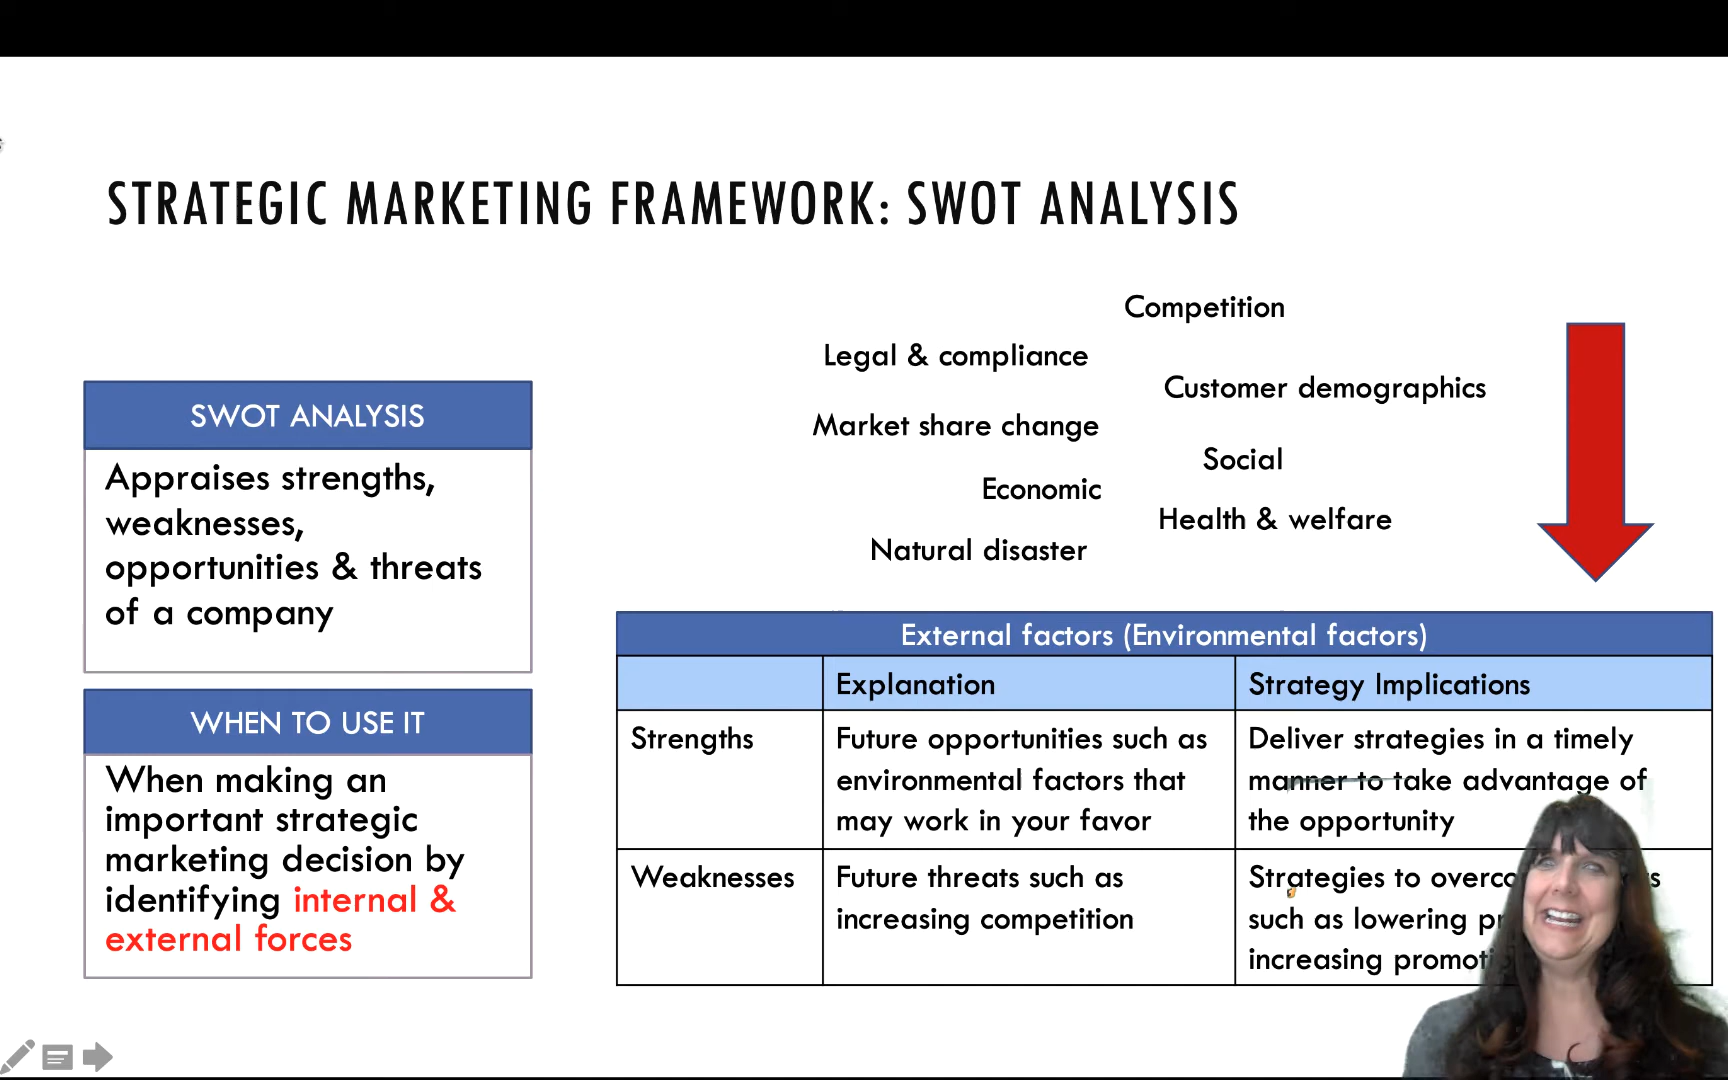 STRATEGIC MARKETING FRAMEWORK: SWOT ANALYSIS
Competition
Legal & compliance
Customer demographics
Market share change
Social
Economic
Health & welfare
Natural disaster
SWOT ANALYSIS
Appraises strengths,
weaknesses,
opportunities & threats
of a company
WHEN TO USE IT
When making an
important strategic
marketing decision by
identifying internal &
external forces
External factors (Environmental factors)
Explanation
Strategy Implications
Strengths
Future opportunities such as
environmental factors that
may work in your favor
Deliver strategies in a timely
manner to take advantage of
the opportunity
Weaknesses
Future threats such as
increasing competition
Strategies to
such as lowering
increasing